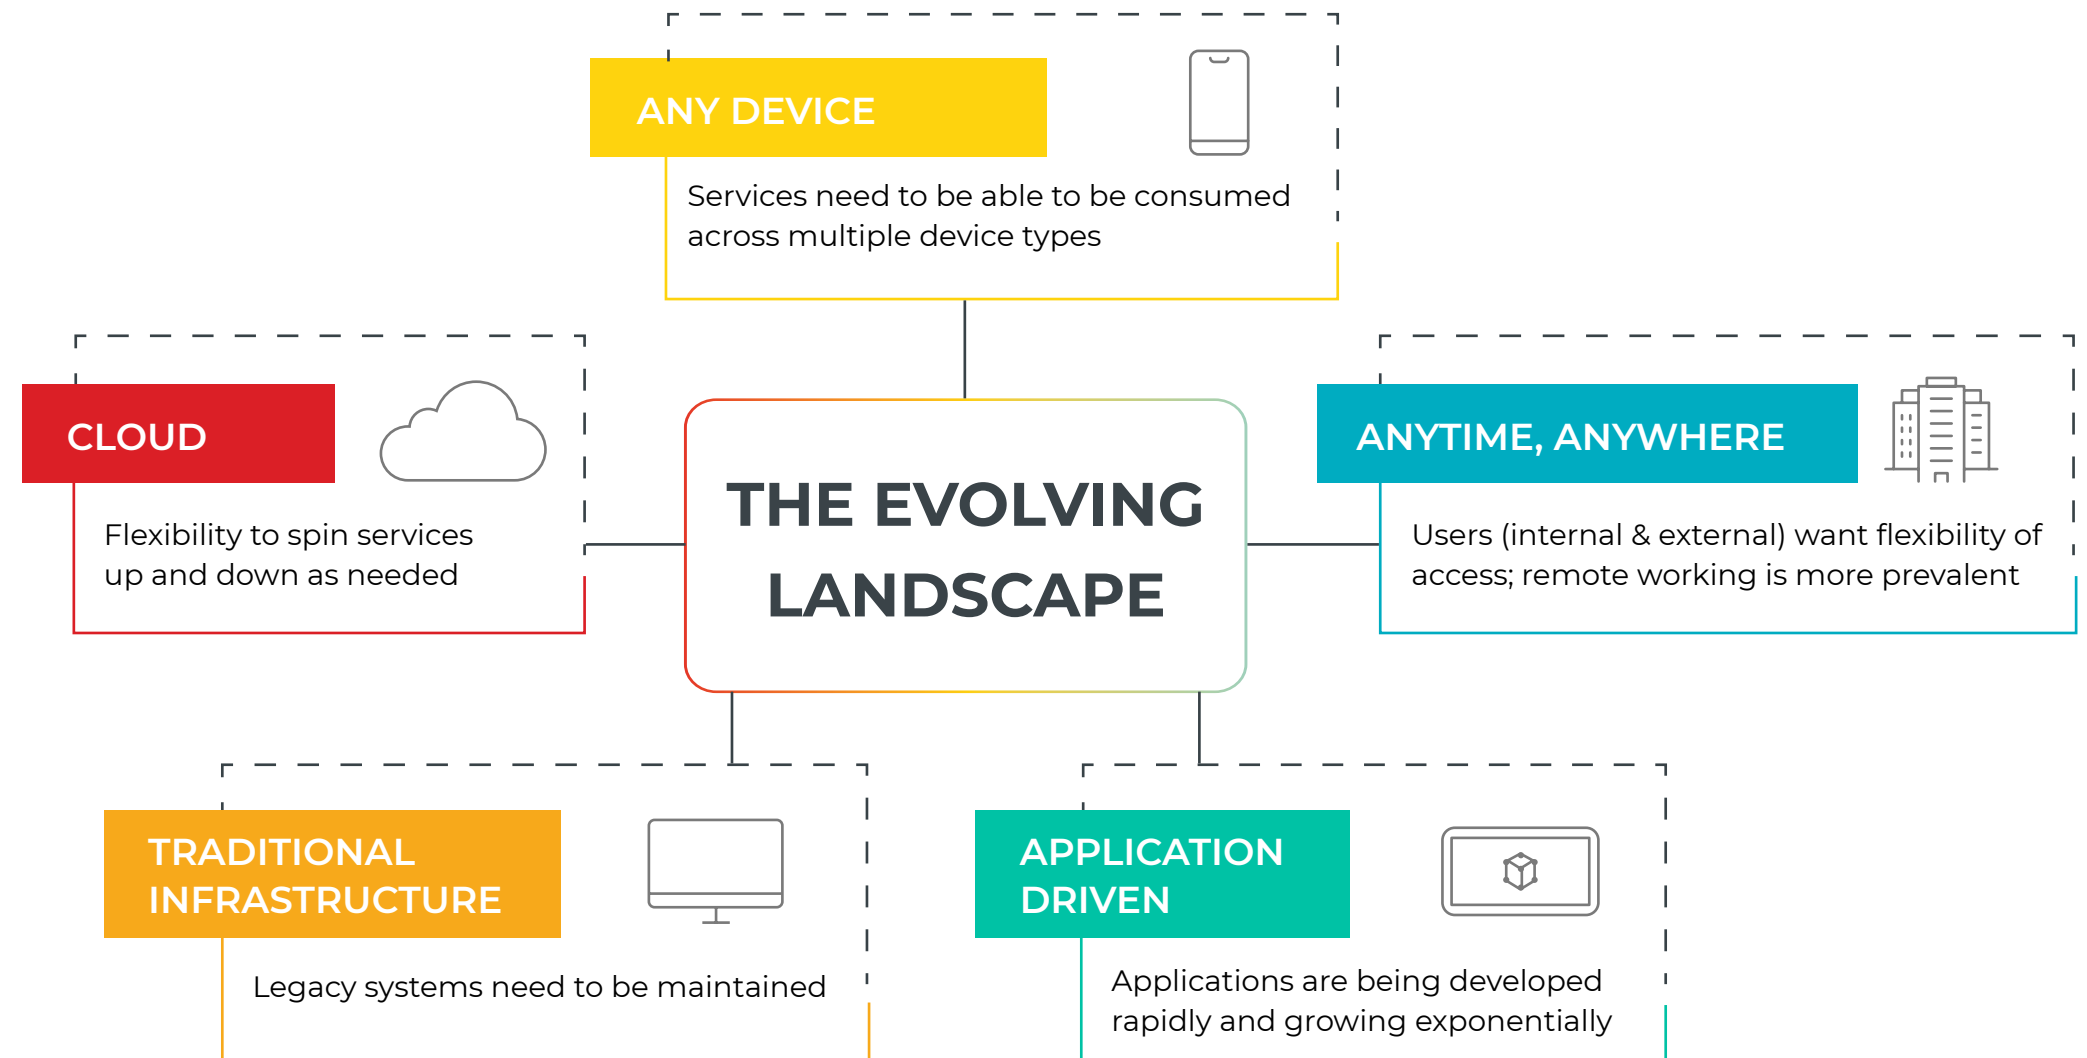 ANY DEVICE
Services need to be able to be consumed
across multiple device types
CLOUD
Flexibility to spin services
up and down as needed
THE EVOLVING
LANDSCAPE
ANYTIME, ANYWHERE
Users (internal & external) want flexibility of
access; remote working is more prevalent
TRADITIONAL
INFRASTRUCTURE
Legacy systems need to be maintained
APPLICATION
DRIVEN
Applications are being developed
rapidly and growing exponentially